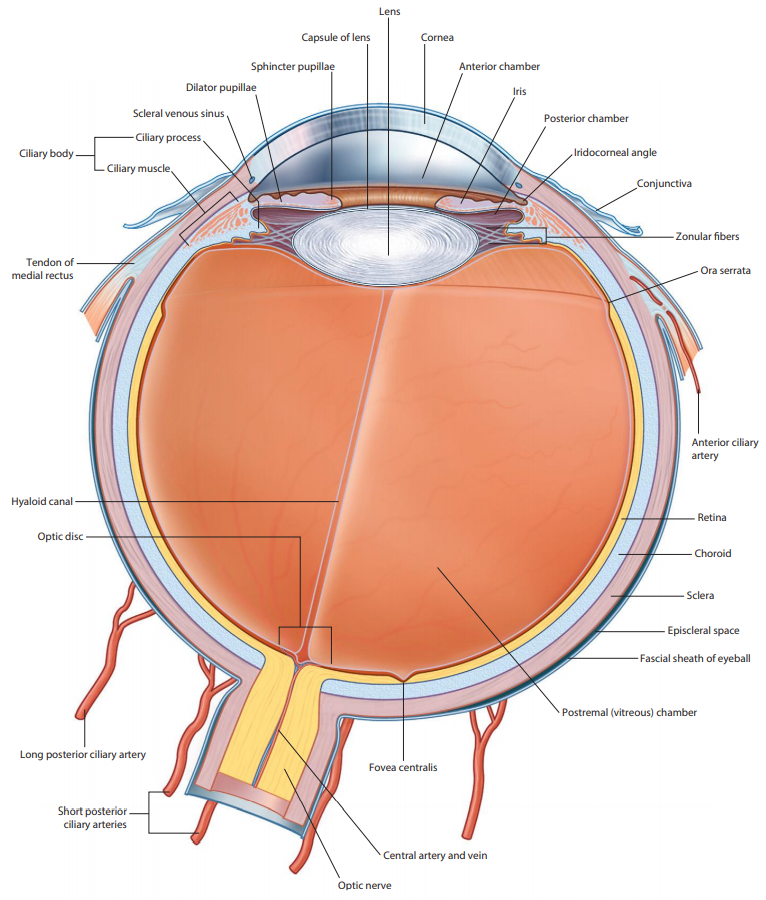 Lens
Capsule of lens
Cornea
Sphincter pupillae
Anterior chamber
Dilator pupillae
Iris
Scleral venous sinus
Posterior chamber
Ciliary process
Ciliary body
Iridocorneal angle
Ciliary muscle
Conjunctiva
Zonular fibers
Tendon of
medial rectus
Ora serrata
Anterior ciliary
artery
Hyaloid canal
Retina
Optic disc
Choroid
Sclera
Episcleral space
Fascial sheath of eyeball
Postremal (vitreous) chamber
Long posterior ciliary artery
Fovea centralis
Short posterior
ciliary arteries
Central artery and vein
Optic nerve